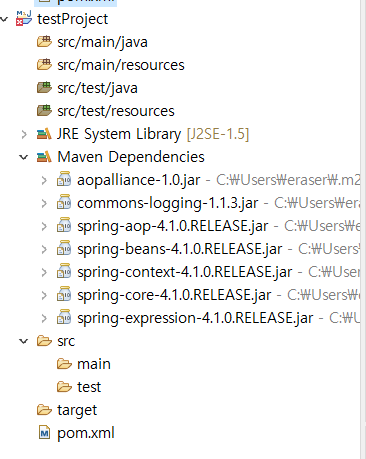 pom.xml
testProject
src/main/java
src/main/resources
src/test/java
src/test/resources
JRE System Library [J2SE-1.5]
Maven Dependencies
aopalliance-1.0.jar - C:₩Users₩eraser₩.m2
commons-logging-1.1.3.jar - C:₩Users₩
spring-aop-4.1.0.RELEASE.jar - C:₩Users₩
spring-beans-4.1.0.RELEASE.jar - C:₩Users
spring-context-4.1.0.RELEASE.jar - C:₩Use
spring-core-4.1.0.RELEASE.jar - C:₩Users₩e
spring-expression-4.1.0.RELEASE.jar - C:₩U
src
main
test
target
pom.xml